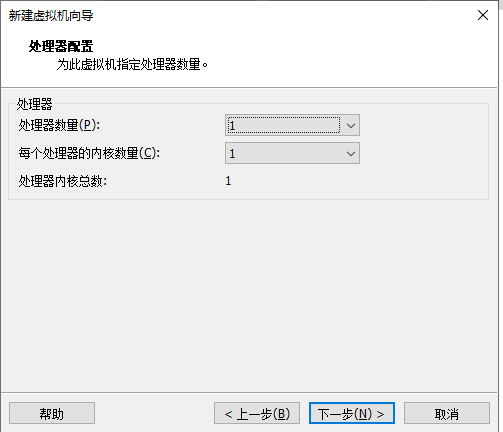 新建虚拟机向导
处理器配置
为此虚拟机指定处理器数量。
处理器
处理器数量(P): 1
每个处理器的内核数量(C): 1
处理器内核总数: 1
帮助 < 上一步(B) 下一步(N) > 取消